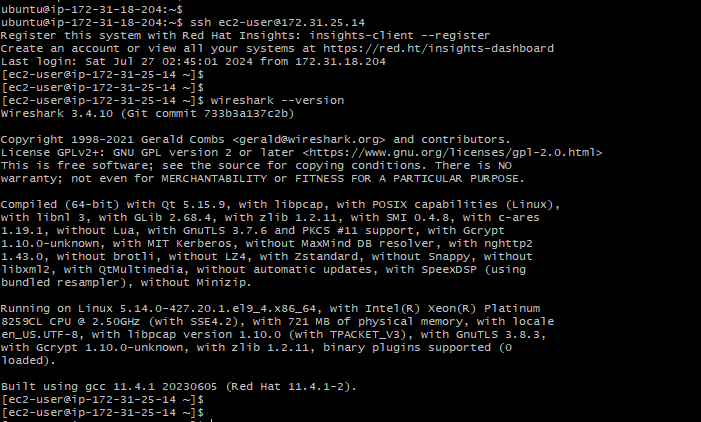 ubuntu@ip-172-31-18-204:~$
ubuntu@ip-172-31-18-204:~$ ssh ec2-user@172.31.25.14
Register this system with Red Hat Insights: insights-client --register
Create an account or view all your systems at https://red.ht/insights-dashboard
Last login: Sat Jul 27 02:45:01 2024 from 172.31.18.204
[ec2-user@ip-172-31-25-14 ~]$
[ec2-user@ip-172-31-25-14 ~]$
[ec2-user@ip-172-31-25-14 ~]$ wireshark --version
Wireshark 3.4.10 (Git commit 733b3a137c2b)

Copyright 1998-2021 Gerald Combs <gerald@wireshark.org> and contributors.
License GPLv2+: GNU GPL version 2 or later <https://www.gnu.org/licenses/gpl-2.0.html>
This is free software; see the source for copying conditions. There is NO
warranty; not even for MERCHANTABILITY or FITNESS FOR A PARTICULAR PURPOSE.

Compiled (64-bit) with Qt 5.15.9, with libpcap, with POSIX capabilities (Linux),
with libnl 3, with GLib 2.68.4, with zlib 1.2.11, with SMI 0.4.8, with c-ares
1.19.1, without Lua, with GnuTLS 3.7.6 and PKCS #11 support, with Gcrypt
1.10.0-unknown, with MIT Kerberos, without MaxMind DB resolver, with nghttp2
1.43.0, without brotli, without LZ4, with Zstandard, without Snappy, without
libxml2, with QtMultimedia, without automatic updates, with SpeexDSP (using
bundled resampler), without Minizip.

Running on Linux 5.14.0-427.20.1.el9_4.x86_64, with Intel(R) Xeon(R) Platinum
8259CL CPU @ 2.50GHz (with SSE4.2), with 721 MB of physical memory, with locale
en_US.UTF-8, with libpcap version 1.10.0 (with TPACKET_V3), with GnuTLS 3.8.3,
with Gcrypt 1.10.0-unknown, with zlib 1.2.11, binary plugins supported (0
loaded).

Built using gcc 11.4.1 20230605 (Red Hat 11.4.1-2).
[ec2-user@ip-172-31-25-14 ~]$
[ec2-user@ip-172-31-25-14 ~]$
[ec2-user@ip-172-31-25-14 ~]$